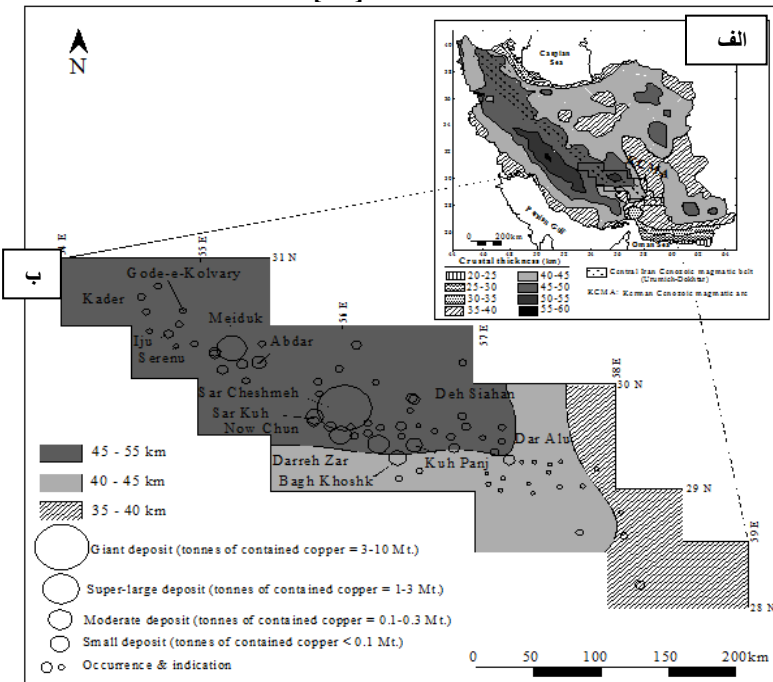 الف
Caspian
Sea
KCMA
Persian Gulf
Oman Sea
0 200km
Crustal thickness (km)
20-25
25-30
30-35
35-40
40-45
45-50
50-55
55-60
Central Iran Cenozoic magmatic belt
(Urumieh-Dokhtar)
KCMA: Kerman Cenozoic magmatic arc
N
ب
54 E
55 E
31 N
56
57 E
58 E
30 N
29 N
59 E
28 N
Gode-e-Kolvary
Kader
Meiduk
Iju
Serenu
Abdar
Sar Cheshmeh
Deh Siahan
Sar Kuh
Now Chun
Dar Alu
Darreh Zar
Kuh Panj
Bagh Khoshk
45 - 55 km
40 - 45 km
35 - 40 km
Giant deposit (tonnes of contained copper = 3-10 Mt.)
Super-large deposit (tonnes of contained copper = 1-3 Mt.)
Moderate deposit (tonnes of contained copper = 0.1-0.3 Mt.)
Small deposit (tonnes of contained copper < 0.1 Mt.)
Occurrence & indication
0 50 100 150 200km